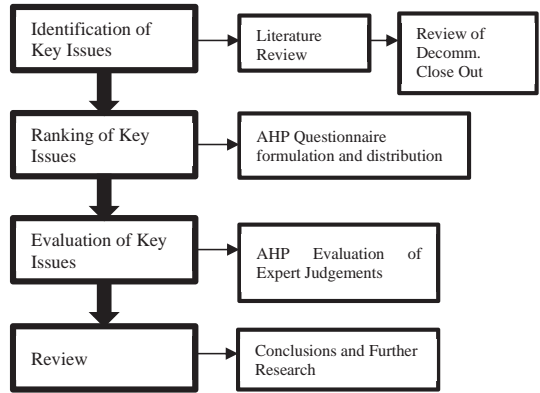 Identification of
Key Issues
Literature
Review
Review of
Decomm.
Close Out
Ranking of Key
Issues
AHP Questionnaire
formulation and distribution
Evaluation of Key
Issues
AHP Evaluation of
Expert Judgements
Review
Conclusions and Further
Research